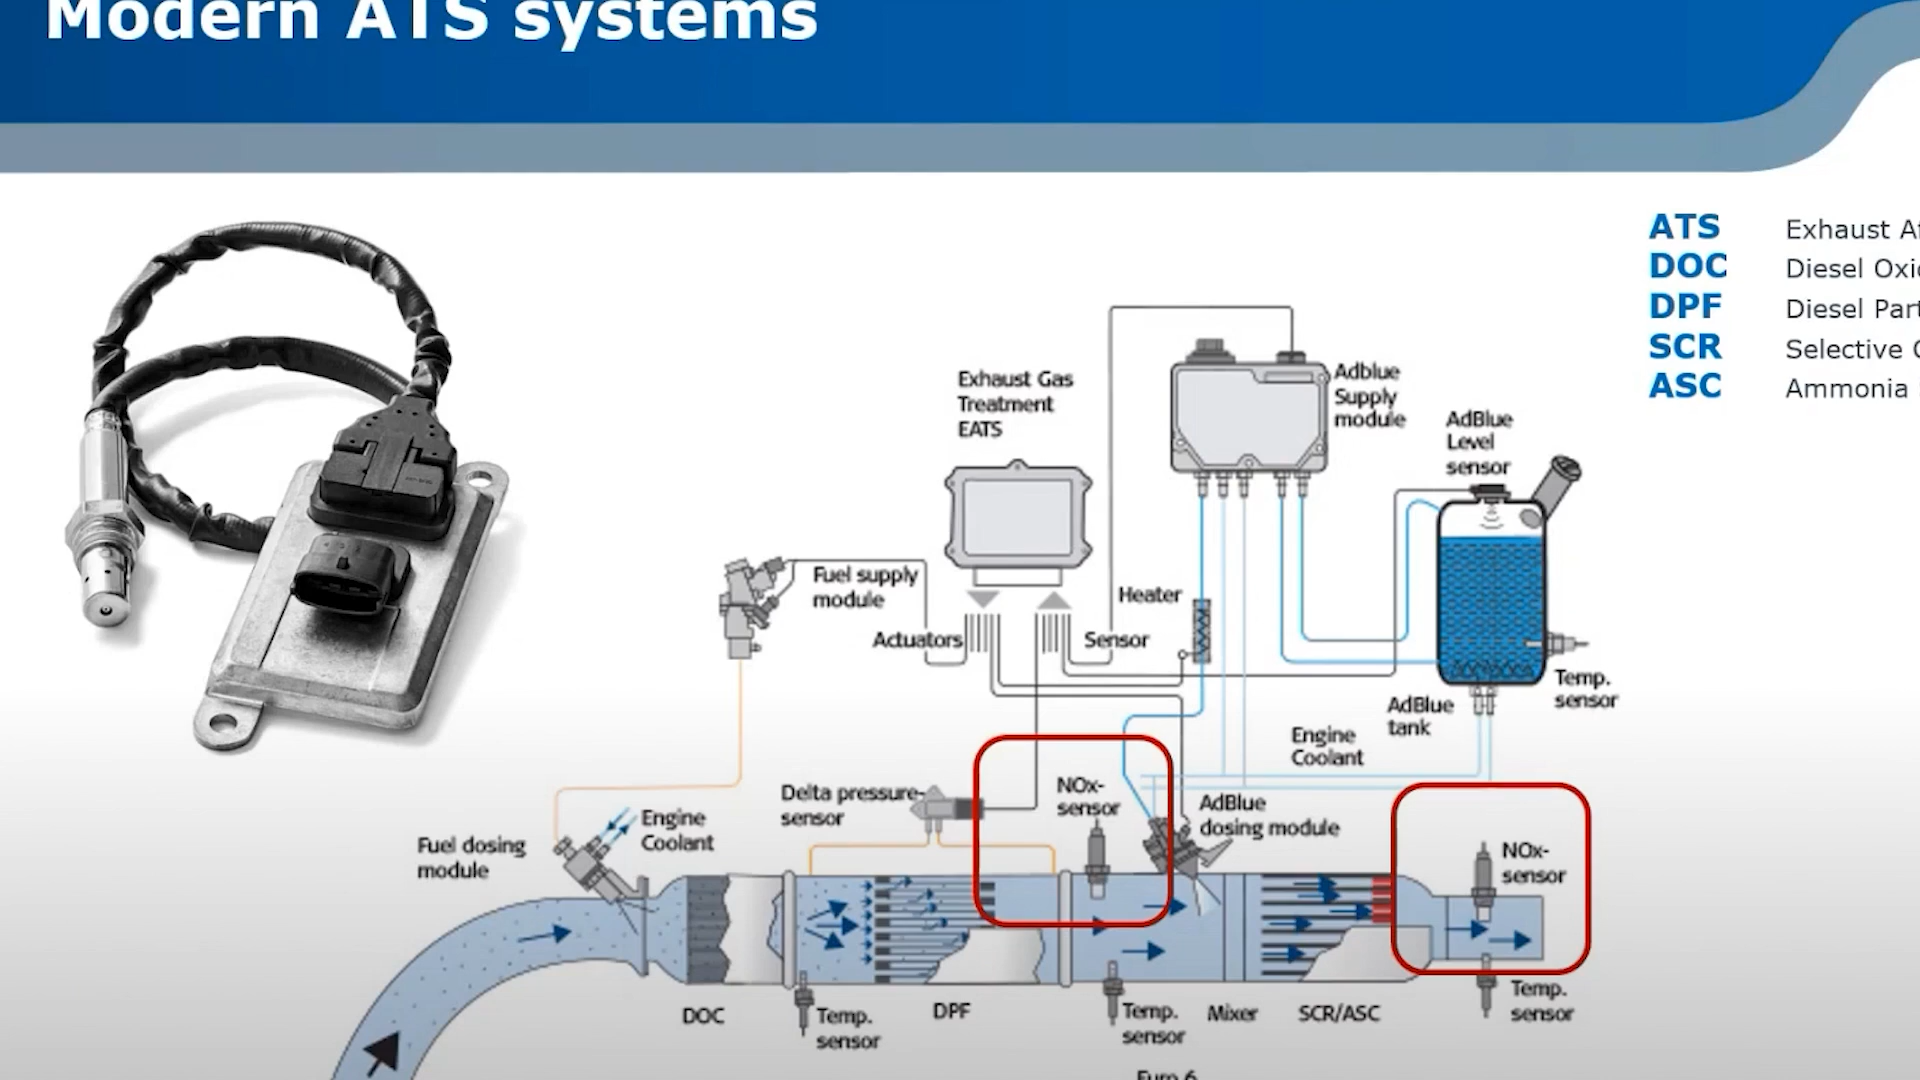 Modern ATS systems
ATS Exhaust
DOC Diesel
DPF Diesel
SCR Selective
ASC Ammonia
Exhaust Gas
Treatment
EATS
Adblue
Supply
module
AdBlue
Level
sensor
Fuel supply
module
Heater
Actuators
Sensor
Temp.
sensor
AdBlue
tank
Engine
Coolant
NOx-
sensor
Delta pressure
sensor
AdBlue
dosing module
Engine
Coolant
Fuel dosing
module
NOx-
sensor
DOC
Temp.
sensor
DPF
Temp.
sensor
Mixer
SCR/ASC
Temp.
sensor
Euro 6